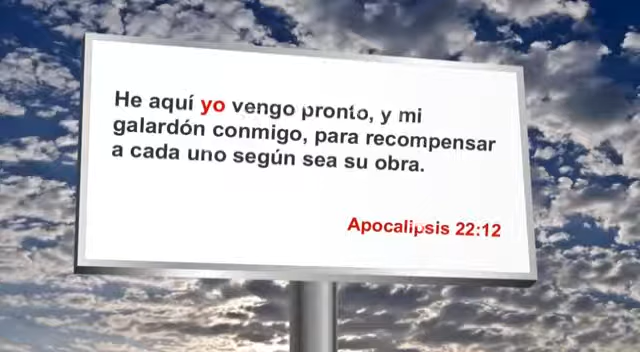 He aquí yo vengo pronto, y mi
galardón conmigo, para recompensar
a cada uno según sea su obra.
Apocalipsis 22:12